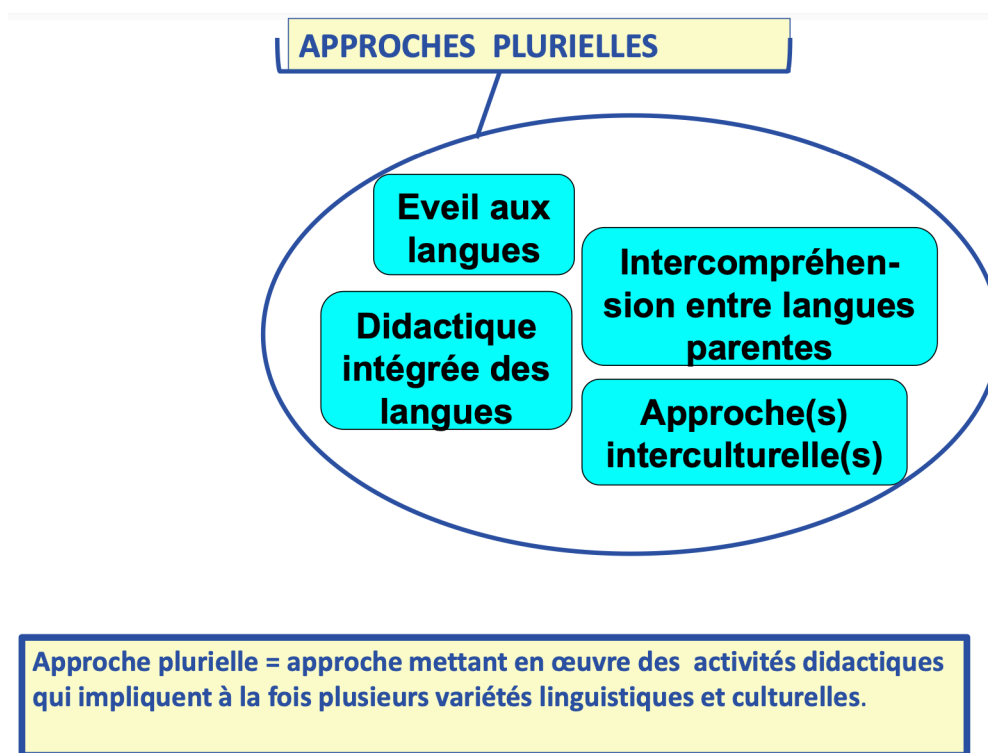 APPROCHES PLURIELLES
Eveil aux
langues
Intercompréhen-
sion entre langues
parentes
Didactique
intégrée des
langues
Approche(s)
interculturelle(s)
Approche plurielle = approche mettant en œuvre des activités didactiques
qui impliquent à la fois plusieurs variétés linguistiques et culturelles.